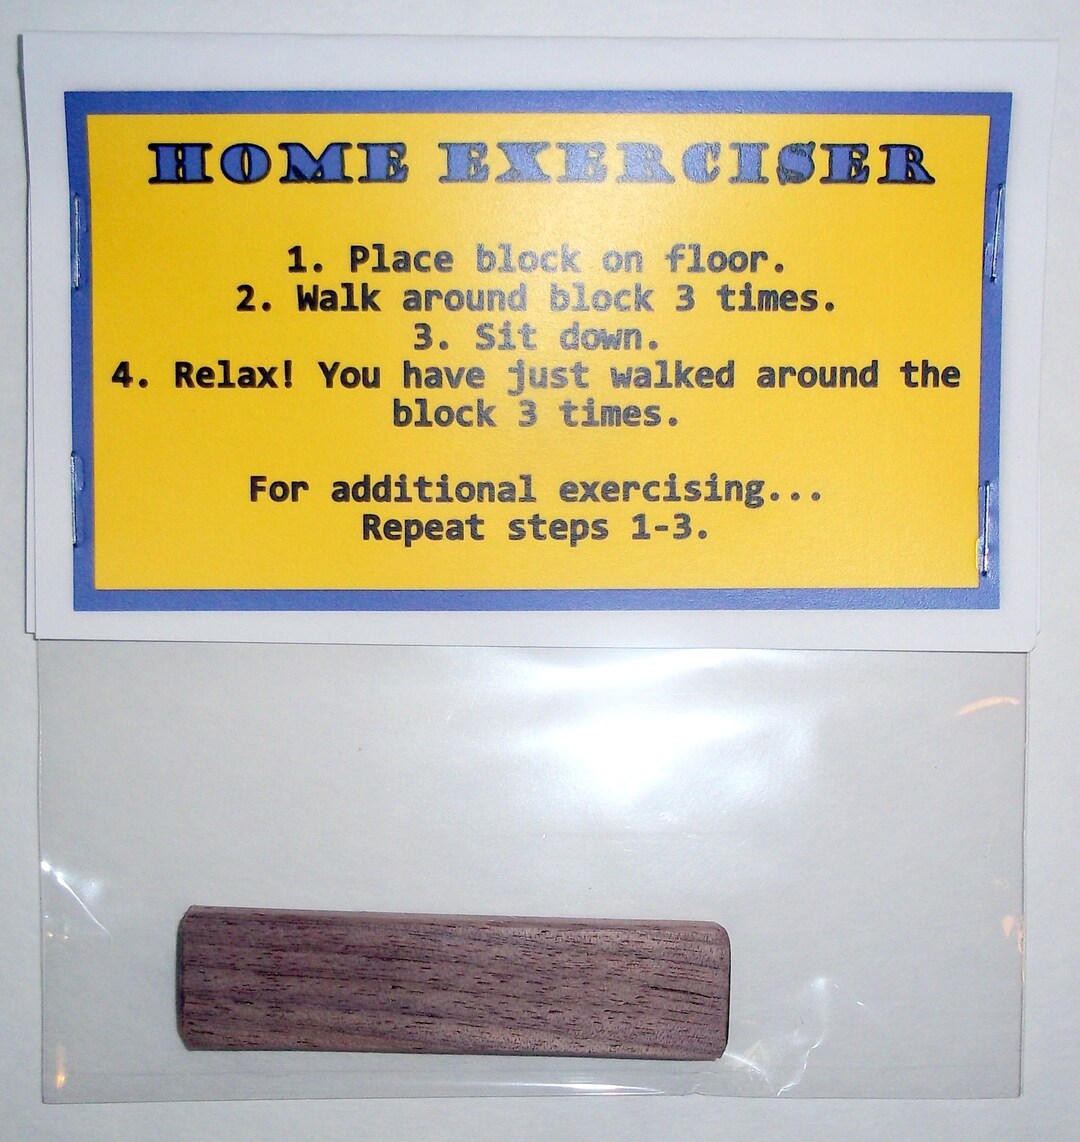 HOME EXERCISER
1. Place block on floor.
2. Walk around block 3 times.
3. Sit down.
4. Relax! You have just walked around the
block 3 times.
For additional exercising...
Repeat steps 1-3.